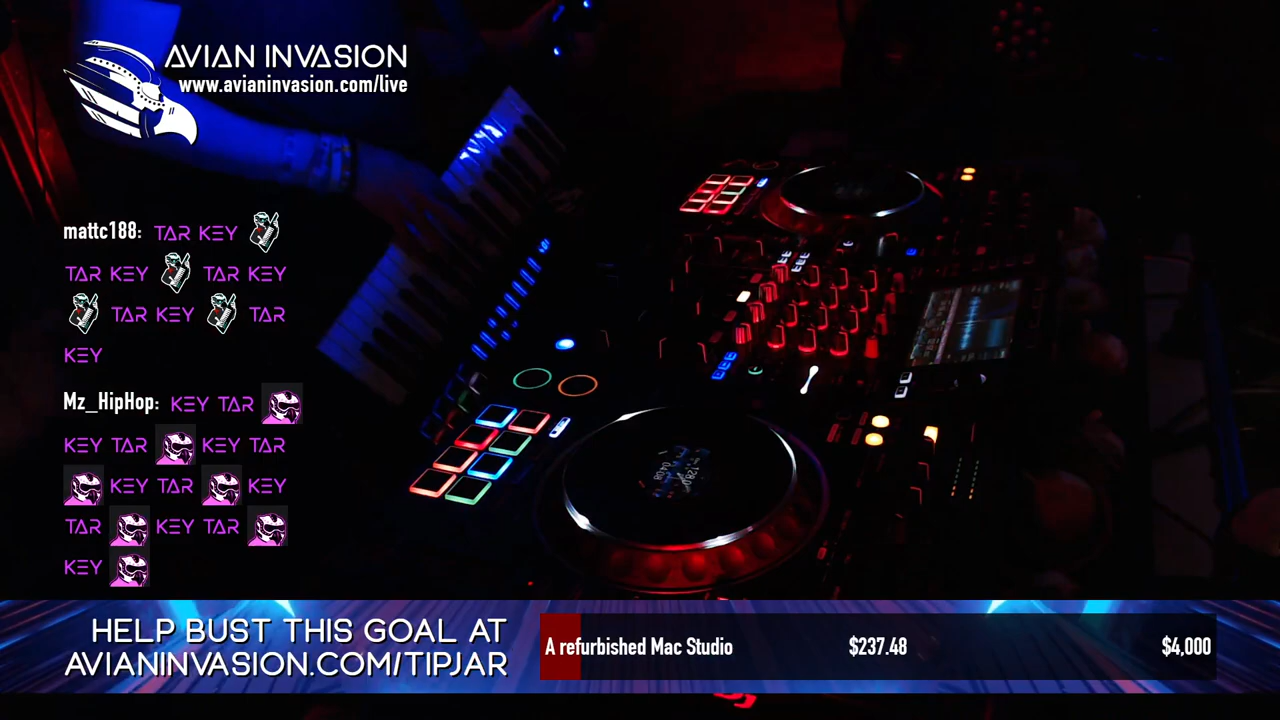 AVIAN INVASION
www.avianinvasion.com/live
mattc188: TAR KEY
TAR KEY TAR KEY
TAR KEY TAR
KEY
Mz_HipHop: KEY TAR
KEY TAR KEY TAR
KEY TAR KEY
TAR KEY TAR
KEY
HELP BUST THIS GOAL AT
AVIANINVASION.COM/TIPJAR
A refurbished Mac Studio $237.48 $4,000